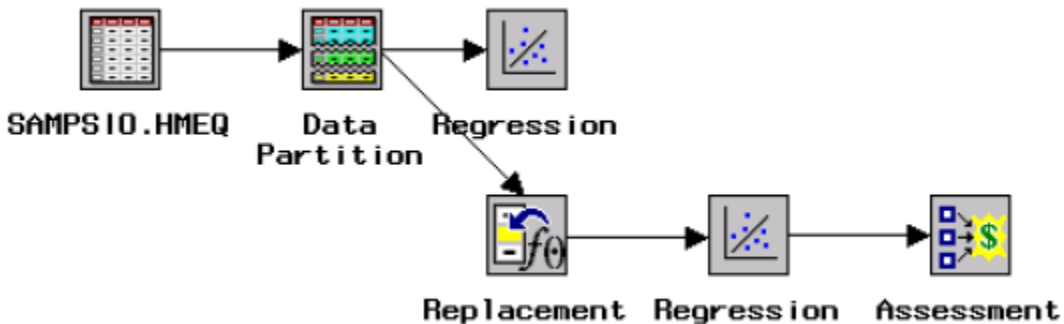 SAMPSIO.HMEQ
Data
Partition
Regression
f()
$
Replacement
Regression
Assessment